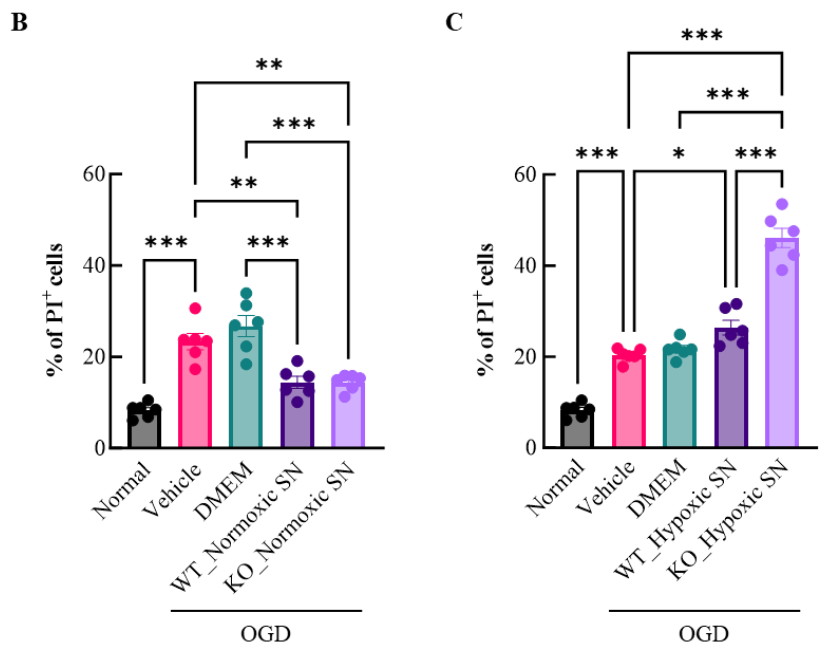 B
**
***
**
***
***
60
40
20
0
% of PI⁺ cells
Normal
Vehicle
DMEM
WT_Normoxic SN
KO_Normoxic SN
OGD
C
***
***
***
*
***
60
40
20
0
% of PI⁺ cells
Normal
Vehicle
DMEM
WT_Hypoxic SN
KO_Hypoxic SN
OGD